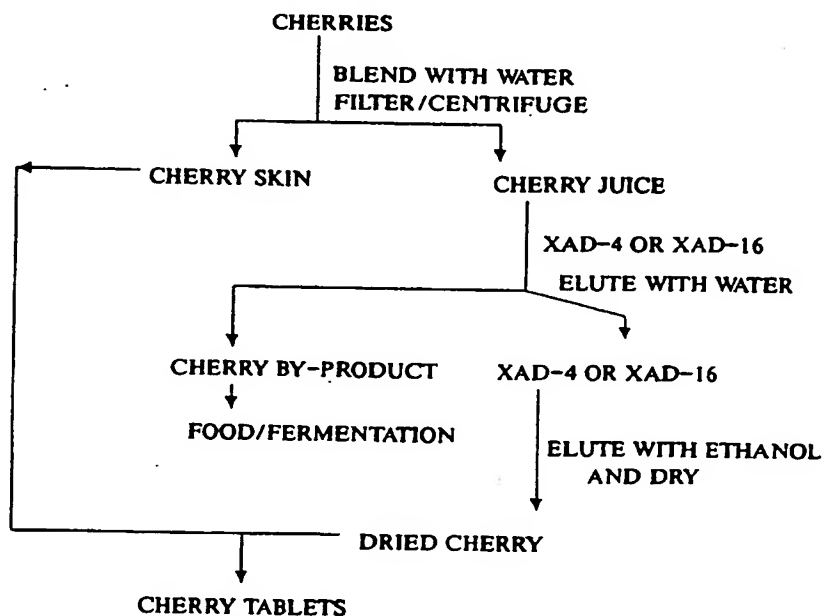 CHERRIES
BLEND WITH WATER
FILTER/CENTRIFUGE
CHERRY SKIN
CHERRY JUICE
XAD-4 OR XAD-16
ELUTE WITH WATER
CHERRY BY-PRODUCT
XAD-4 OR XAD-16
FOOD/FERMENTATION
ELUTE WITH ETHANOL
AND DRY
DRIED CHERRY
CHERRY TABLETS